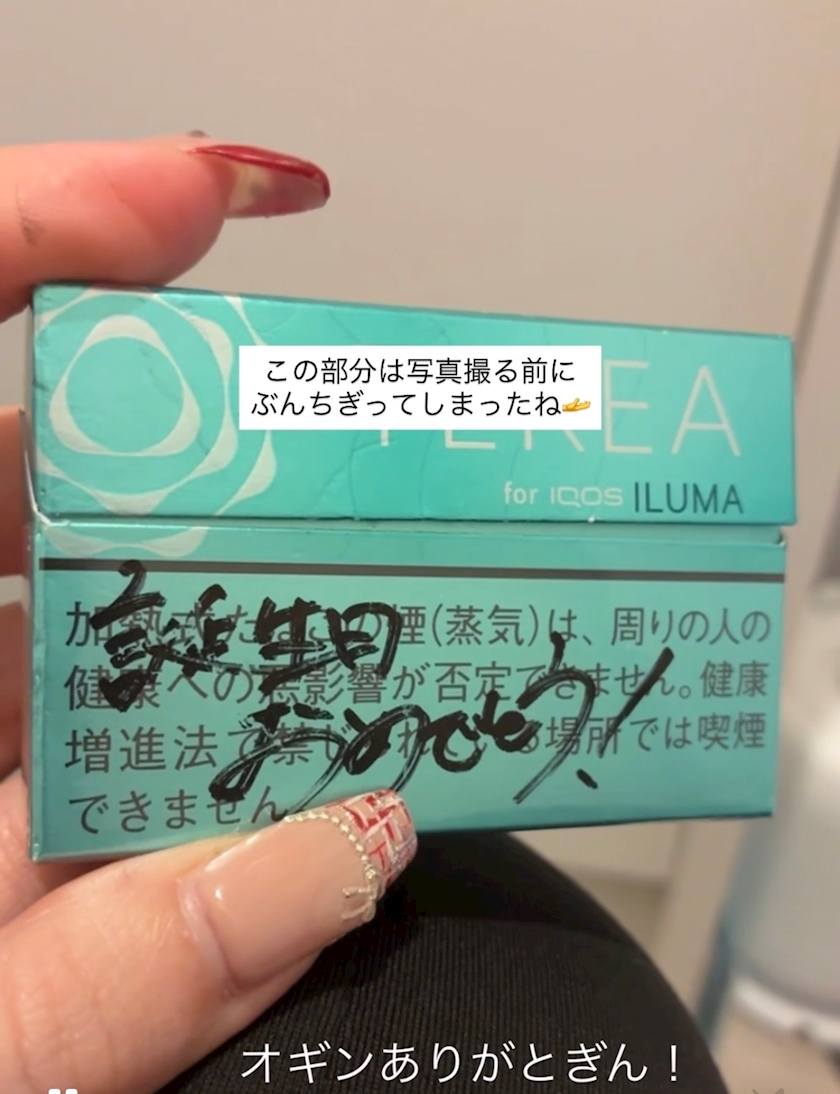 この部分は写真撮る前に
ぶんちぎってしまったね🫴
TEREA
for IQOS ILUMA
誕生日
おめでとう!
加熱式たばこの煙(蒸気)は、周りの人の
健康への悪影響が否定できません。健康
増進法で禁じられている場所では喫煙
できません
オギンありがとぎん!